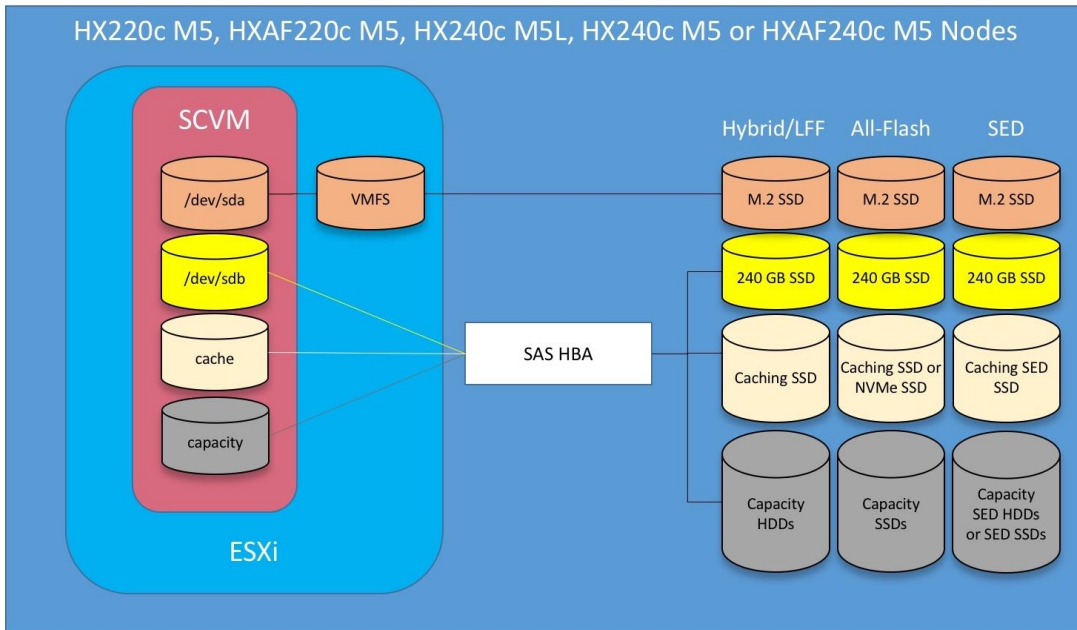 HX220c M5, HXAF220c M5, HX240c M5L, HX240c M5 or HXAF240c M5 Nodes
SCVM
/dev/sda
/dev/sdb
cache
capacity
VMFS
ESXi
SAS HBA
Hybrid/LFF
All-Flash
SED
M.2 SSD
M.2 SSD
M.2 SSD
240 GB SSD
240 GB SSD
240 GB SSD
Caching SSD
Caching SSD or
NVMe SSD
Caching SED
SSD
Capacity
HDDs
Capacity
SSDs
Capacity
SED HDDs
or SED SSDs